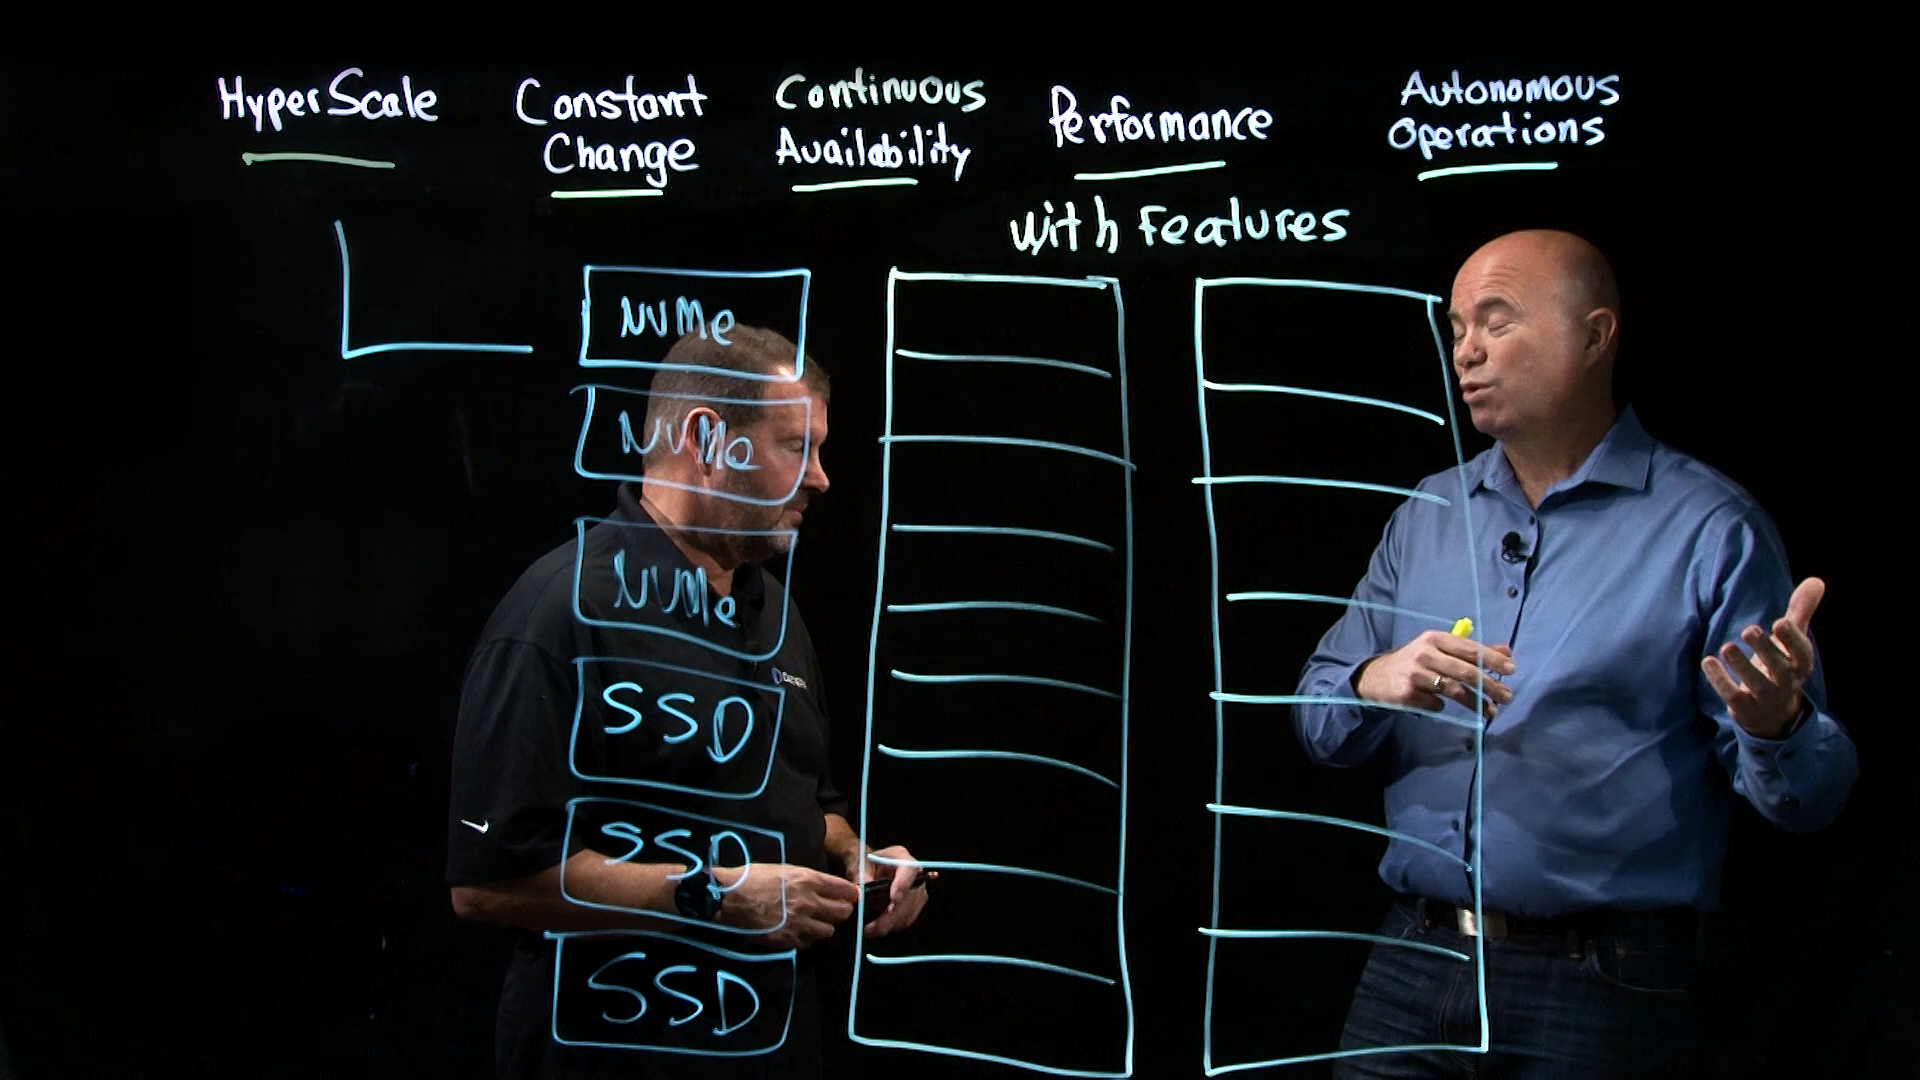 HyperScale
Constant
Change
Continuous
Availability
Performance
with Features
Autonomous
Operations
NVMe
NVMe
NVMe
SSD
SSD
SSD